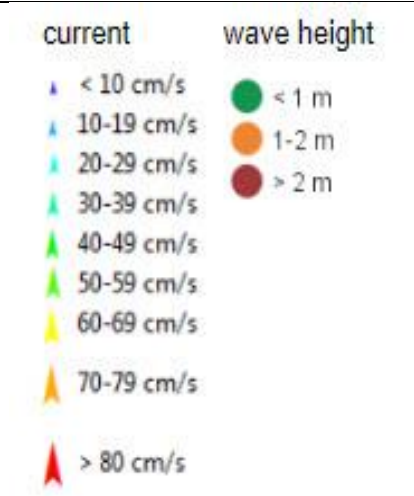 current
< 10 cm/s
10-19 cm/s
20-29 cm/s
30-39 cm/s
40-49 cm/s
50-59 cm/s
60-69 cm/s
70-79 cm/s
> 80 cm/s
wave height
< 1 m
1-2 m
> 2 m